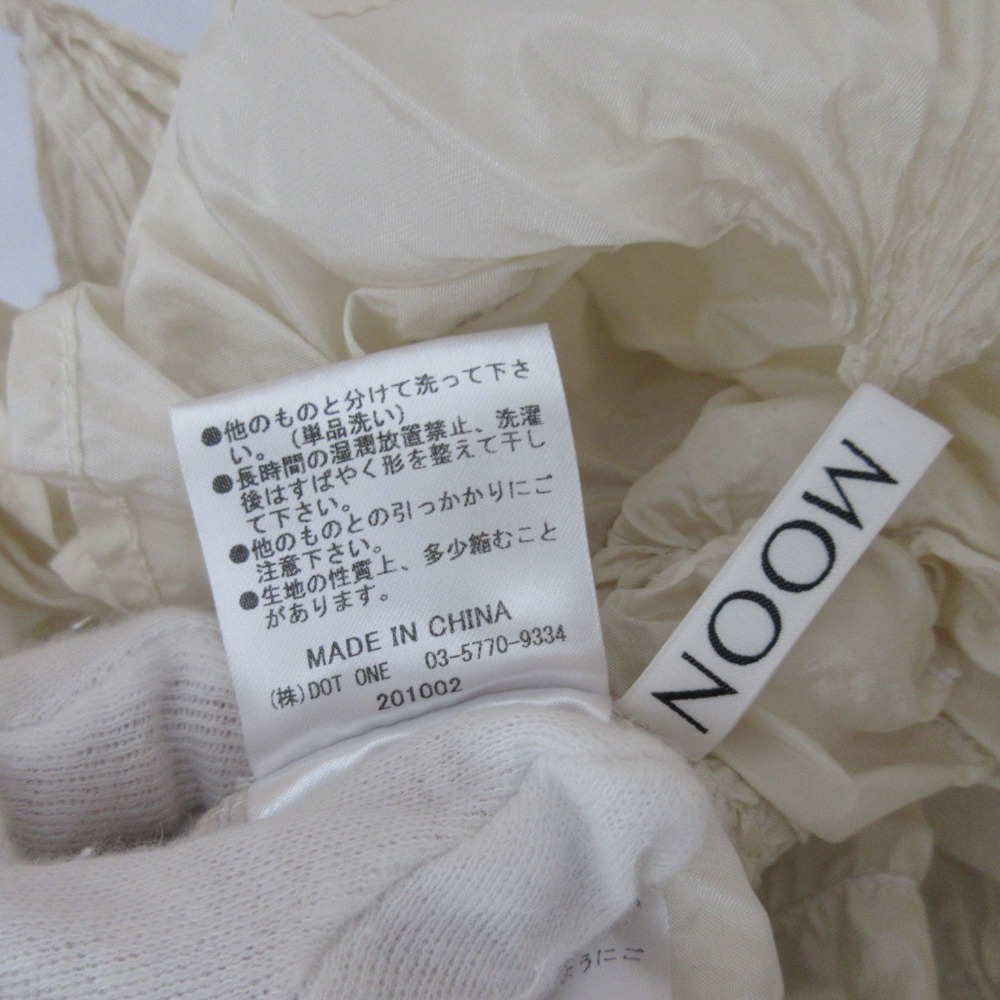 ●他のものと分けて洗って下さ
い。（単品洗い）
●長時間の湿潤放置禁止、洗濯
後はすばやく形を整えて干し
て下さい。
●他のものとの引っかかりにご
注意下さい。
●生地の性質上、多少縮むこと
があります。
MADE IN CHINA
(株)DOT ONE 03-5770-9334
201002
MOON
うにご